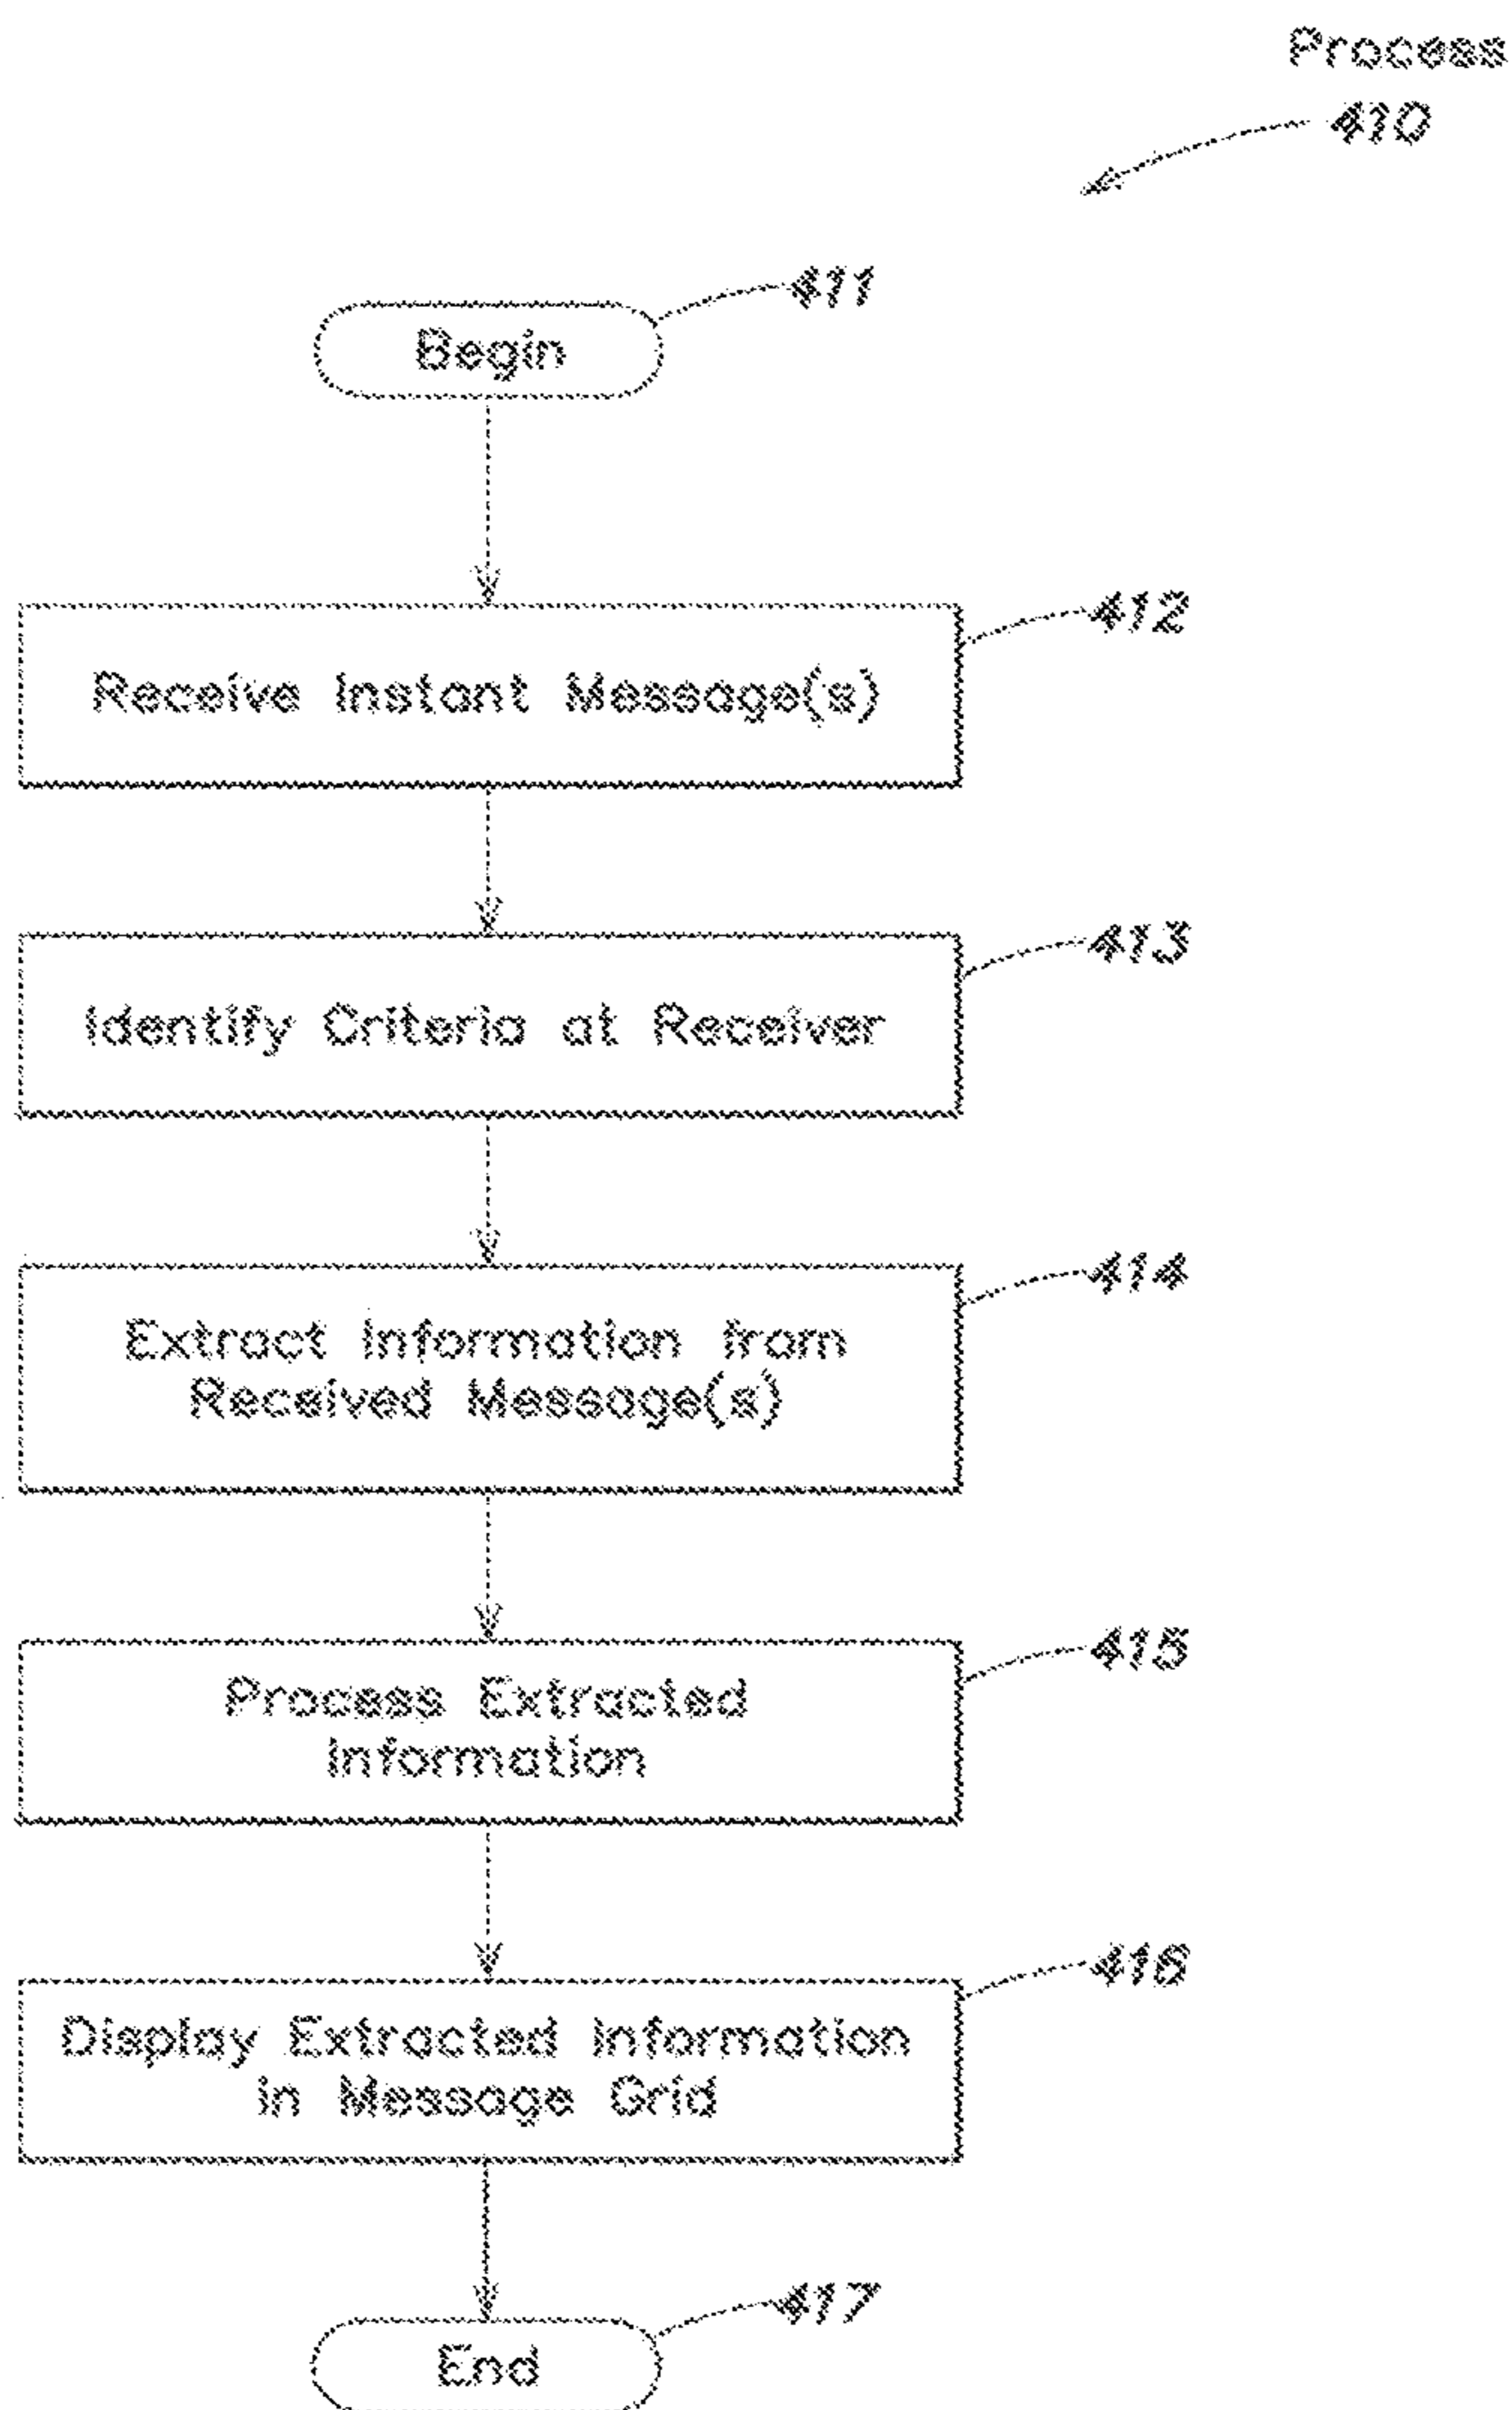 Process
410
411
Begin
412
Receive Instant Message(s)
413
Identify Criteria at Receiver
414
Extract Information from
Received Message(s)
415
Process Extracted
Information
416
Display Extracted Information
in Message Grid
417
End